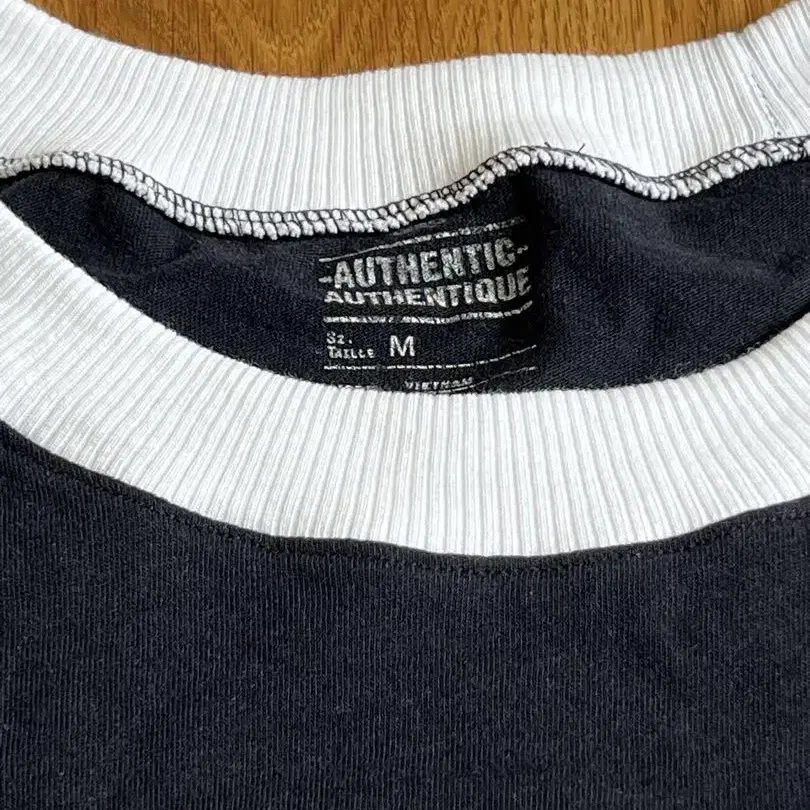 -AUTHENTIC-
AUTHENTIQUE
Sz.
TAILLE M
VIETNAM